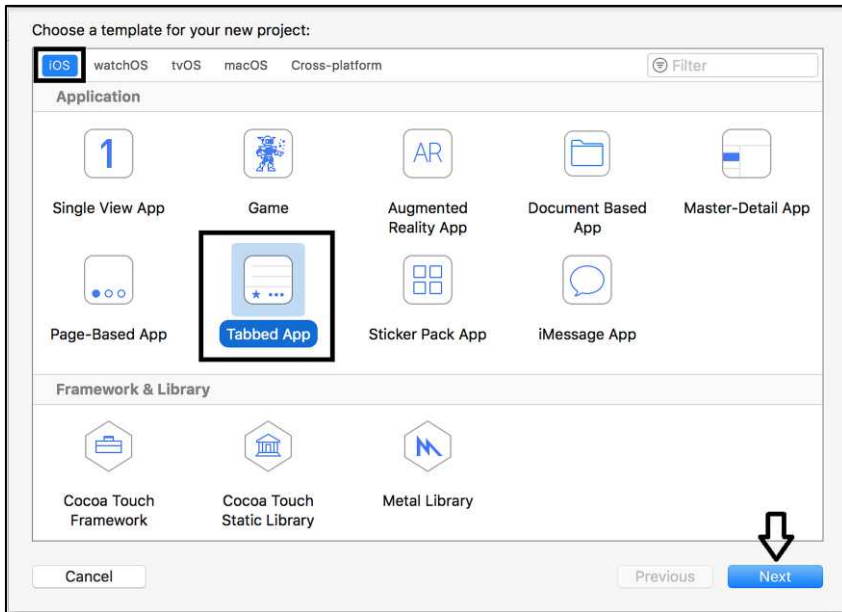 Choose a template for your new project:
iOS watchOS tvOS macOS Cross-platform Filter
Application
1
AR
Single View App Game Augmented Reality App Document Based App Master-Detail App
Page-Based App Tabbed App Sticker Pack App iMessage App
Framework & Library
Cocoa Touch Framework Cocoa Touch Static Library Metal Library
Cancel Previous Next